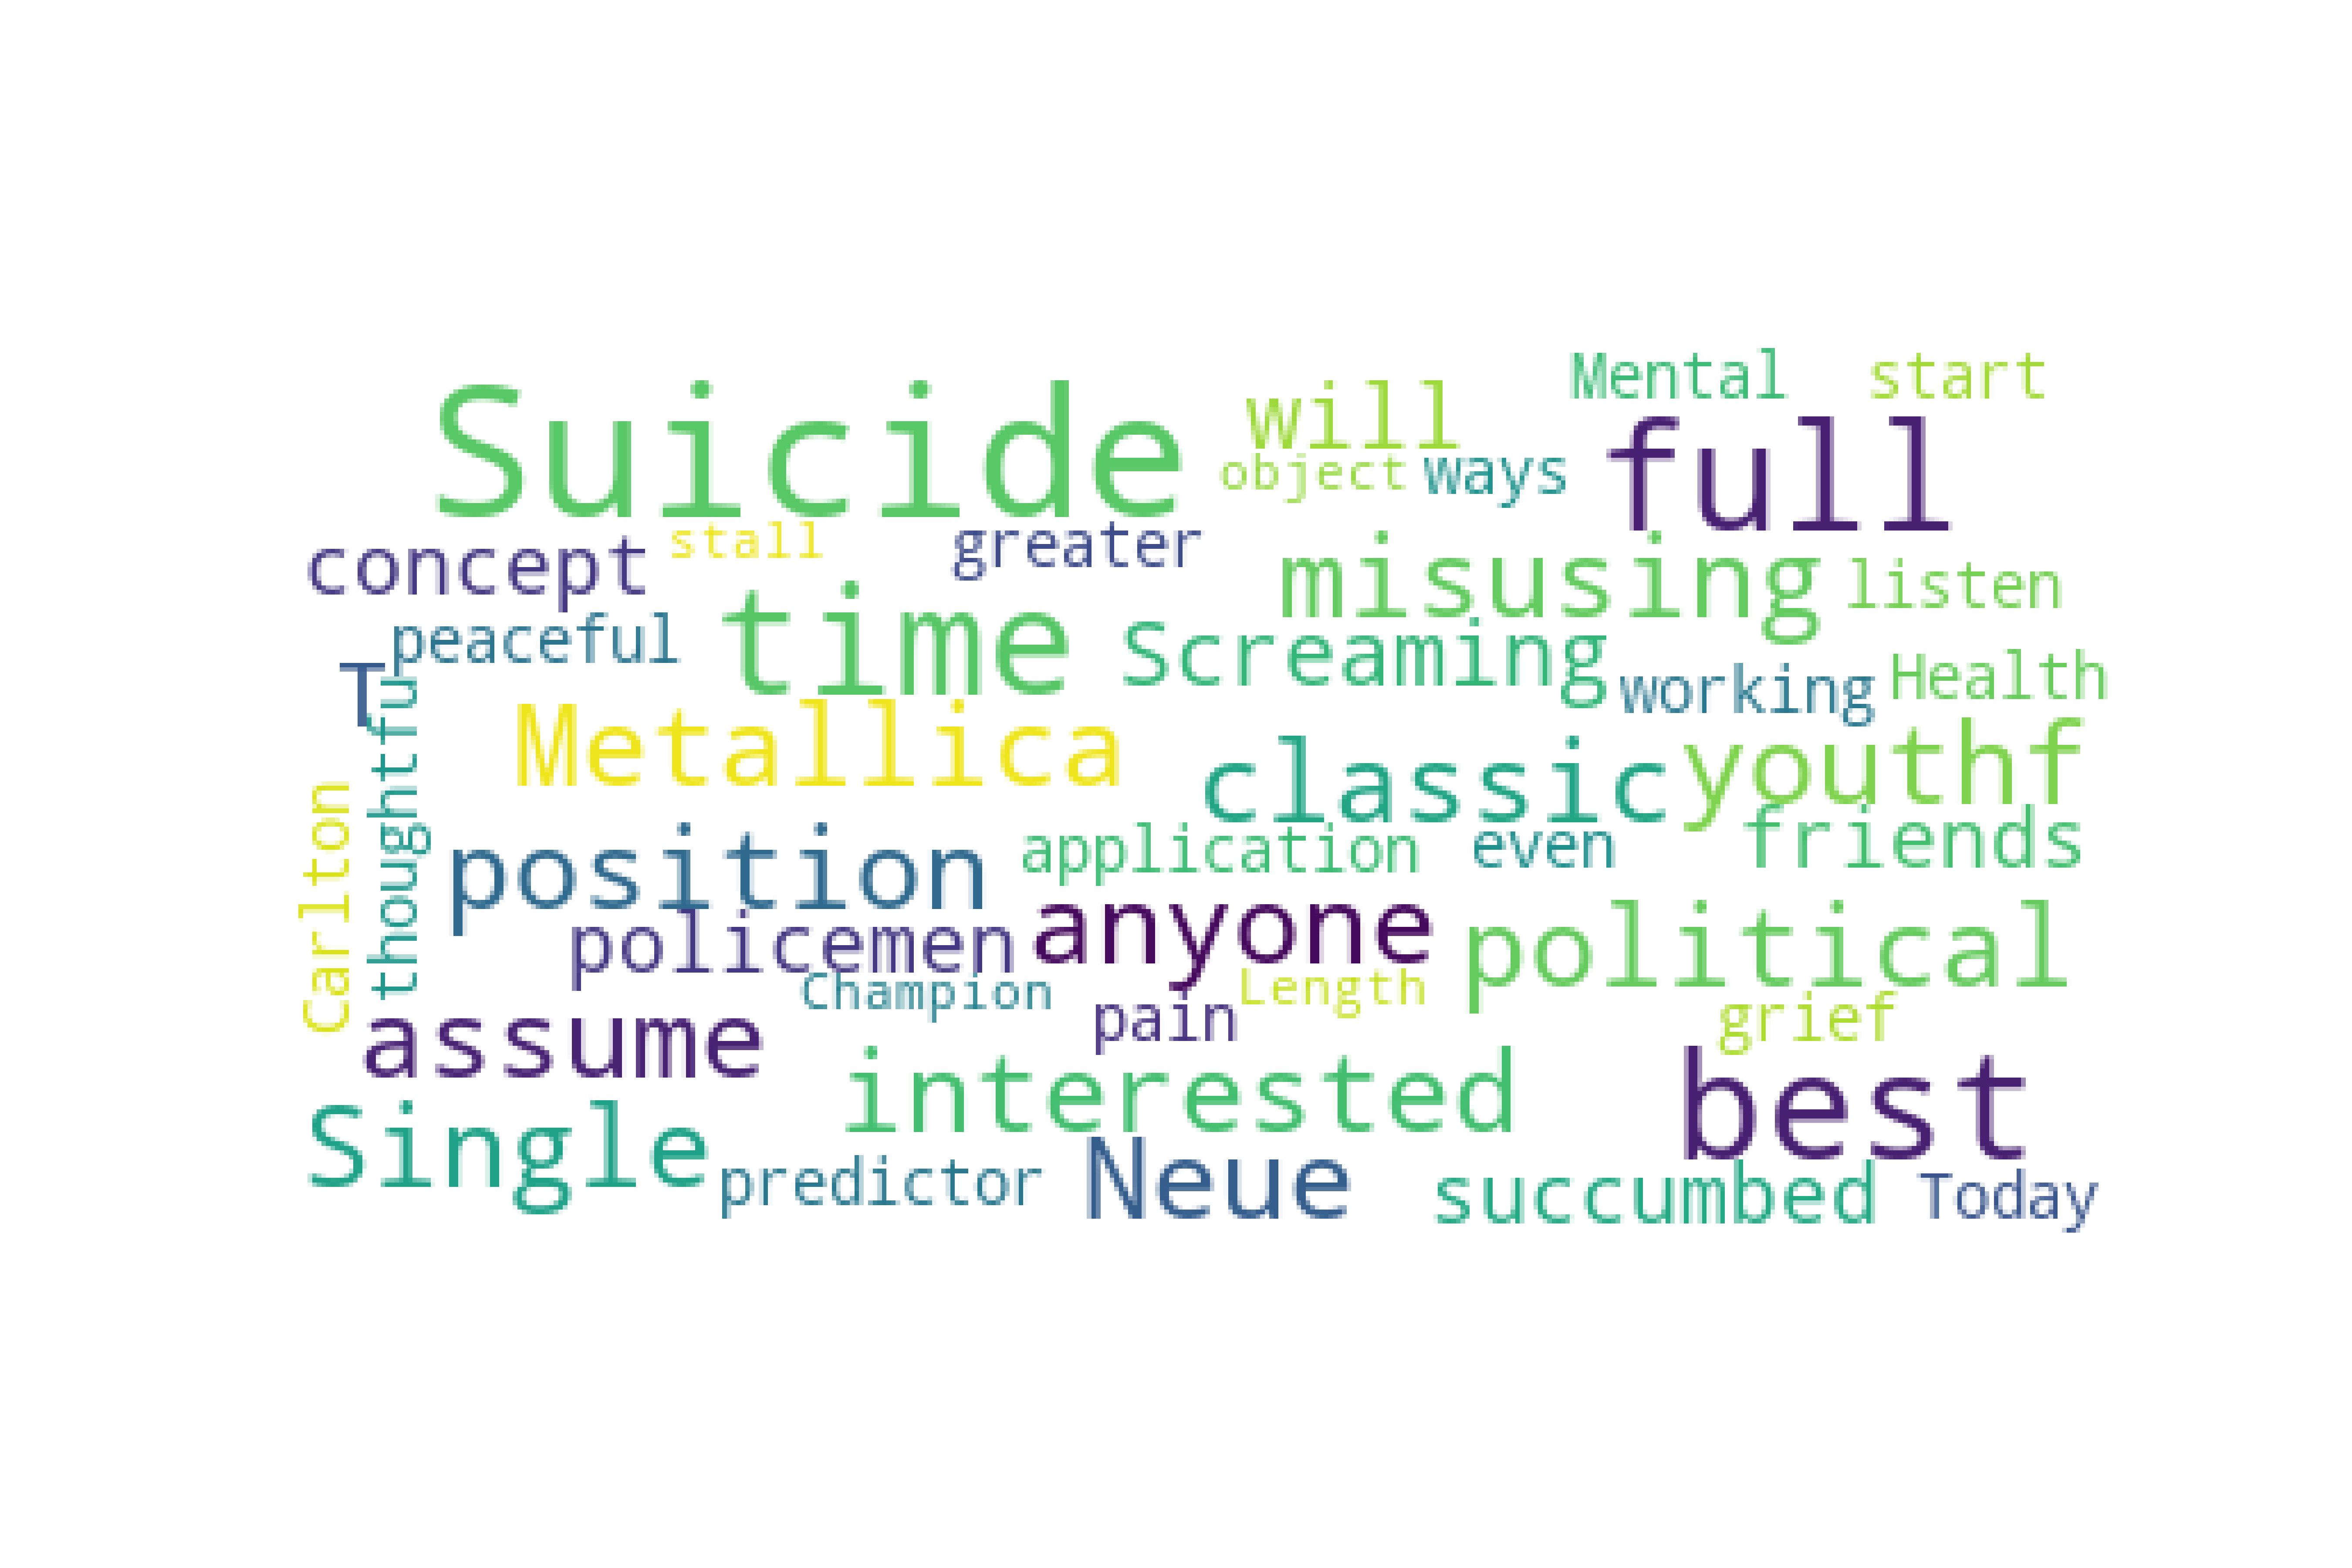 Mental start
Suicide will full
object ways
stall greater
concept misusing listen
peaceful time screaming
T working Health
thoughtfu Metallica
Carlton classic youthf
position application even friends
policemen anyone political
Champion pain Length grief
assume interested best
Single predictor Neue succumbed Today